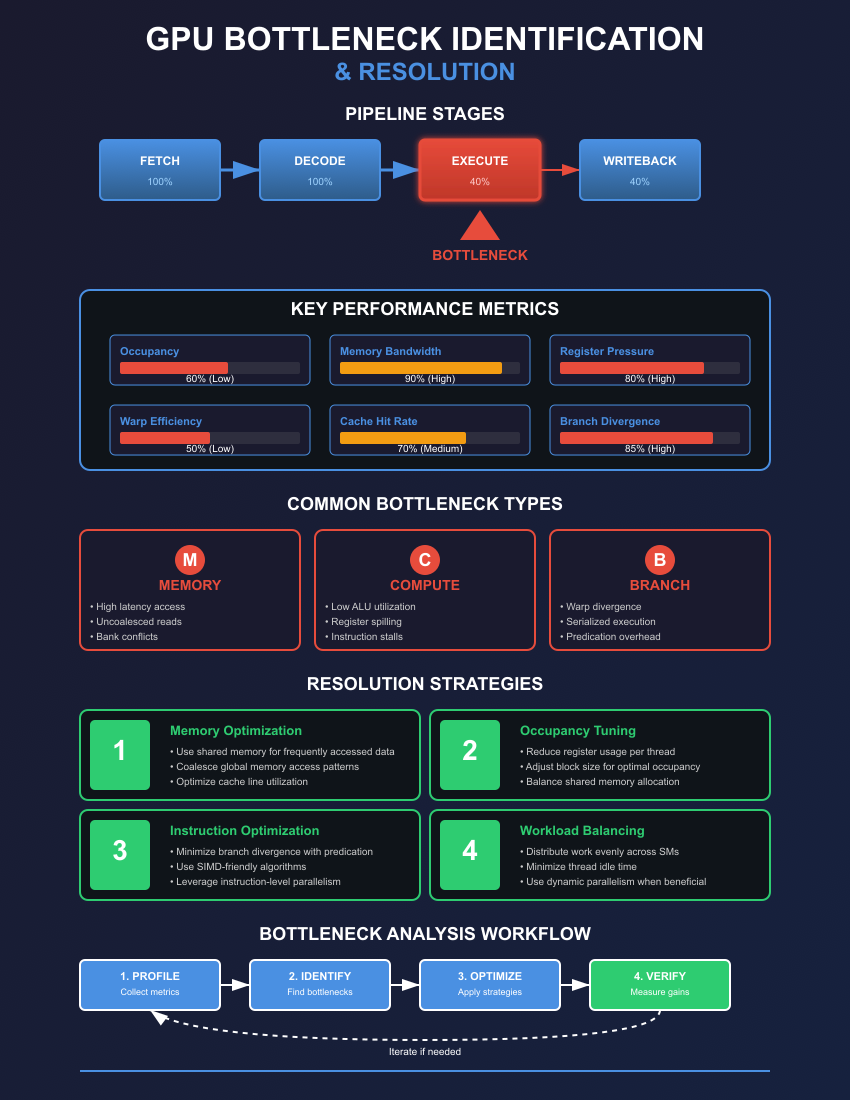 GPU BOTTLENECK IDENTIFICATION
& RESOLUTION
PIPELINE STAGES
FETCH
100%
DECODE
100%
EXECUTE
40%
WRITEBACK
40%
BOTTLENECK
KEY PERFORMANCE METRICS
Occupancy
60% (Low)
Memory Bandwidth
90% (High)
Register Pressure
80% (High)
Warp Efficiency
50% (Low)
Cache Hit Rate
70% (Medium)
Branch Divergence
85% (High)
COMMON BOTTLENECK TYPES
M
MEMORY
• High latency access
• Uncoalesced reads
• Bank conflicts
C
COMPUTE
• Low ALU utilization
• Register spilling
• Instruction stalls
B
BRANCH
• Warp divergence
• Serialized execution
• Predication overhead
RESOLUTION STRATEGIES
1
Memory Optimization
• Use shared memory for frequently accessed data
• Coalesce global memory access patterns
• Optimize cache line utilization
2
Occupancy Tuning
• Reduce register usage per thread
• Adjust block size for optimal occupancy
• Balance shared memory allocation
3
Instruction Optimization
• Minimize branch divergence with predication
• Use SIMD-friendly algorithms
• Leverage instruction-level parallelism
4
Workload Balancing
• Distribute work evenly across SMs
• Minimize thread idle time
• Use dynamic parallelism when beneficial
BOTTLENECK ANALYSIS WORKFLOW
1. PROFILE
Collect metrics
2. IDENTIFY
Find bottlenecks
3. OPTIMIZE
Apply strategies
4. VERIFY
Measure gains
Iterate if needed